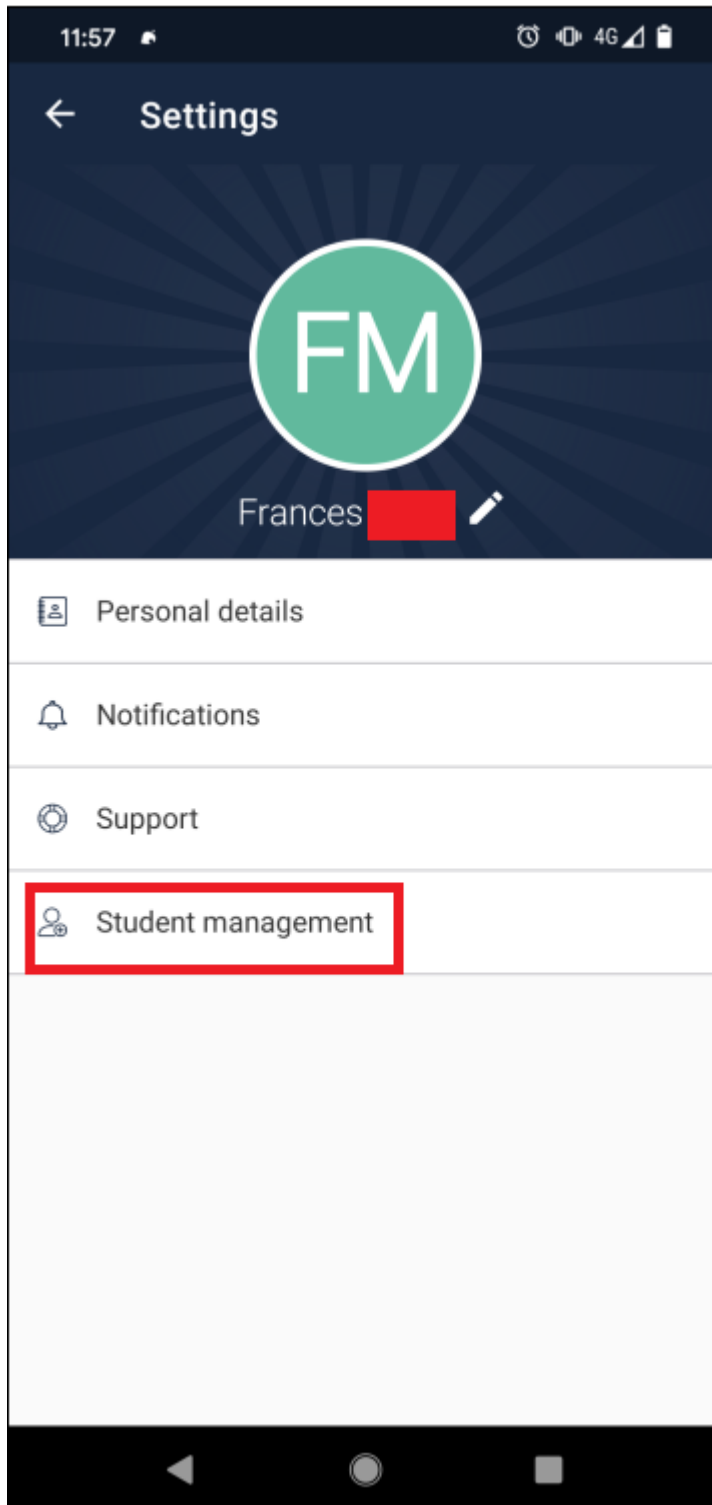 11:57 4G
Settings
FM
Frances
Personal details
Notifications
Support
Student management